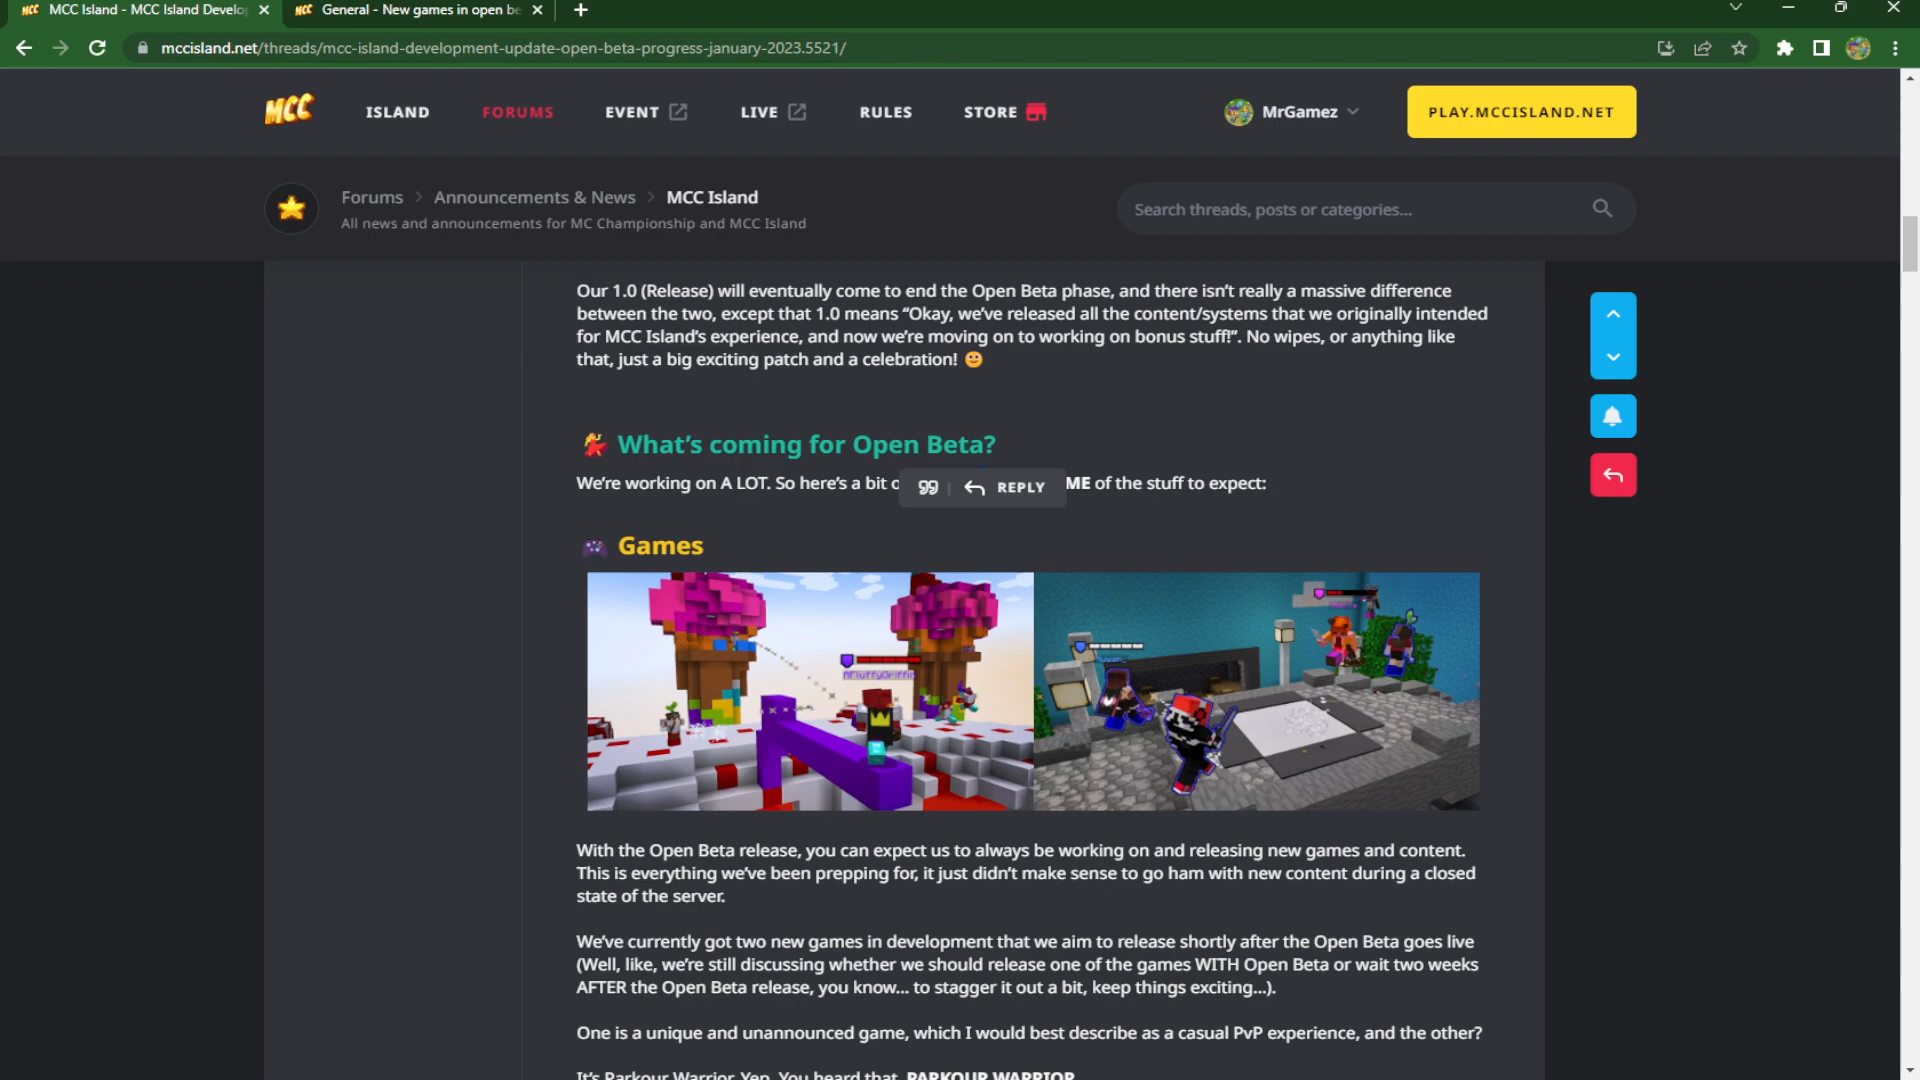 MCC Island - MCC Island Develo
General - New games in open be
mccisland.net/threads/mcc-island-development-update-open-beta-progress-january-2023.5521/
MCC
ISLAND
FORUMS
EVENT
LIVE
RULES
STORE
MrGamez
PLAY.MCCISLAND.NET
Forums > Announcements & News > MCC Island
All news and announcements for MC Championship and MCC Island
Search threads, posts or categories...
Our 1.0 (Release) will eventually come to end the Open Beta phase, and there isn't really a massive difference
between the two, except that 1.0 means “Okay, we've released all the content/systems that we originally intended
for MCC Island's experience, and now we're moving on to working on bonus stuff!”. No wipes, or anything like
that, just a big exciting patch and a celebration! 🙂
What's coming for Open Beta?
We're working on A LOT. So here's a bit o
REPLY
ME of the stuff to expect:
Games
With the Open Beta release, you can expect us to always be working on and releasing new games and content.
This is everything we've been prepping for, it just didn't make sense to go ham with new content during a closed
state of the server.
We've currently got two new games in development that we aim to release shortly after the Open Beta goes live
(Well, like, we're still discussing whether we should release one of the games WITH Open Beta or wait two weeks
AFTER the Open Beta release, you know... to stagger it out a bit, keep things exciting...).
One is a unique and unannounced game, which I would best describe as a casual PvP experience, and the other?
It's Parkour Warrior. Yep. You heard that. PARKOUR WARRIOR